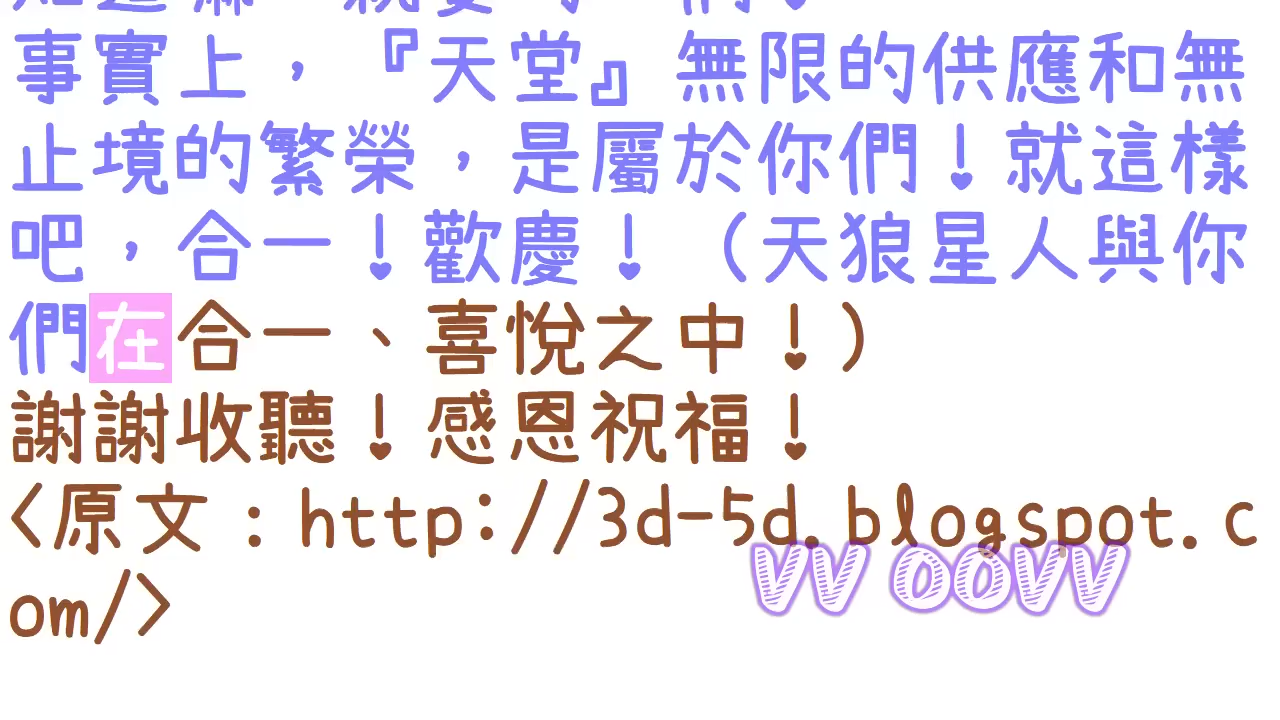 事實上，『天堂』無限的供應和無
止境的繁榮，是屬於你們！就這樣
吧，合一！歡慶！（天狼星人與你
們在合一、喜悅之中！）
謝謝收聽！感恩祝福！
<原文：http://3d-5d.blogspot.c
om/>
VV OOVV